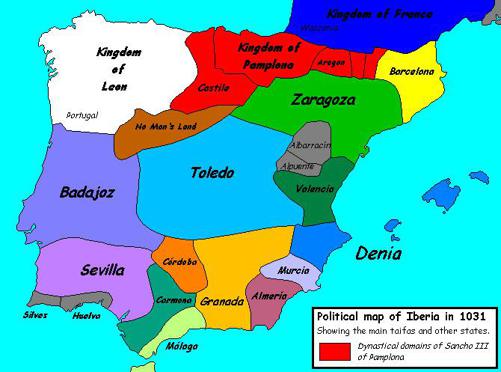 Kingdom of France
Wasconia
Kingdom
of
Leon
Kingdom of
Pamplona
Aragon
Barcelona
Castile
Zaragoza
Portugal
No Man's Land
Albarracín
Alpuente
Toledo
Badajoz
Valencia
Denia
Córdoba
Sevilla
Murcia
Carmona
Granada
Almería
Silves
Huelva
Málaga
Political map of Iberia in 1031
Showing the main taifas and other states.
Dynastical domains of Sancho III
of Pamplona